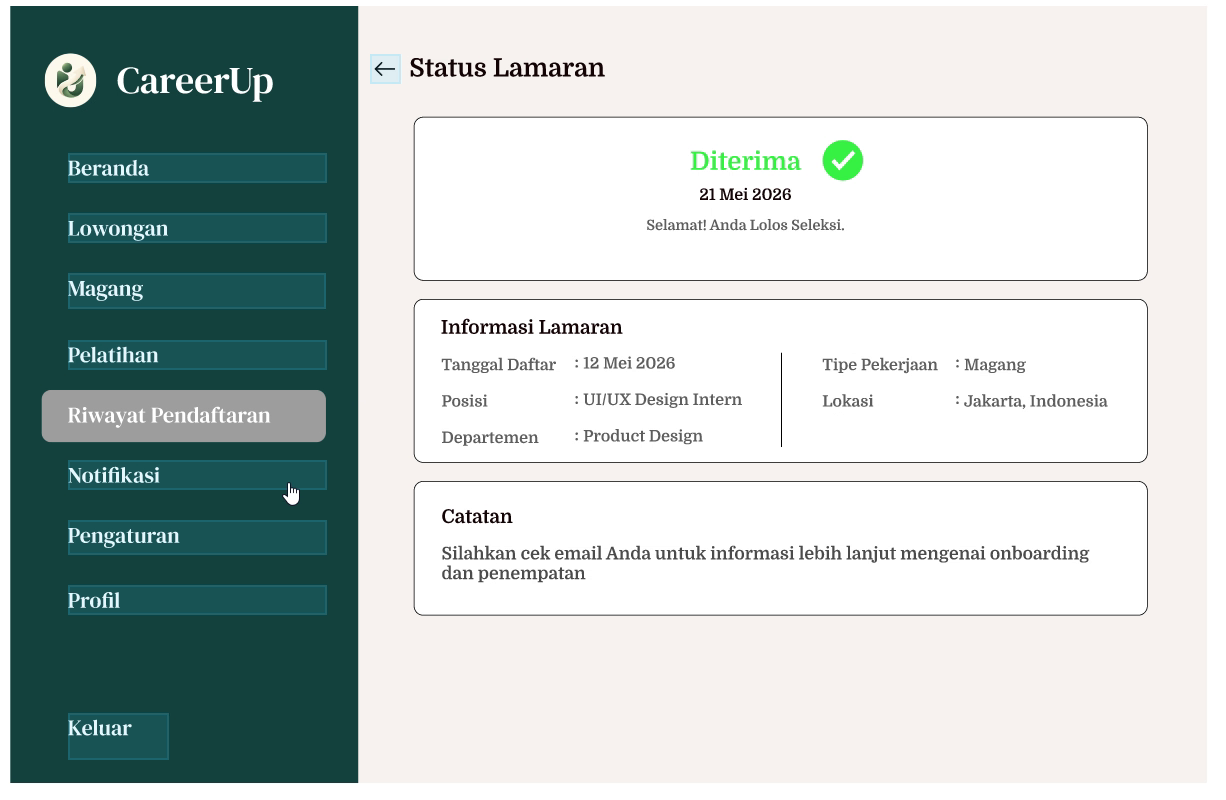 CareerUp
Beranda
Lowongan
Magang
Pelatihan
Riwayat Pendaftaran
Notifikasi
Pengaturan
Profil
Keluar
Status Lamaran
Diterima
21 Mei 2026
Selamat! Anda Lolos Seleksi.
Informasi Lamaran
Tanggal Daftar : 12 Mei 2026
Posisi : UI/UX Design Intern
Departemen : Product Design
Tipe Pekerjaan : Magang
Lokasi : Jakarta, Indonesia
Catatan
Silahkan cek email Anda untuk informasi lebih lanjut mengenai onboarding
dan penempatan